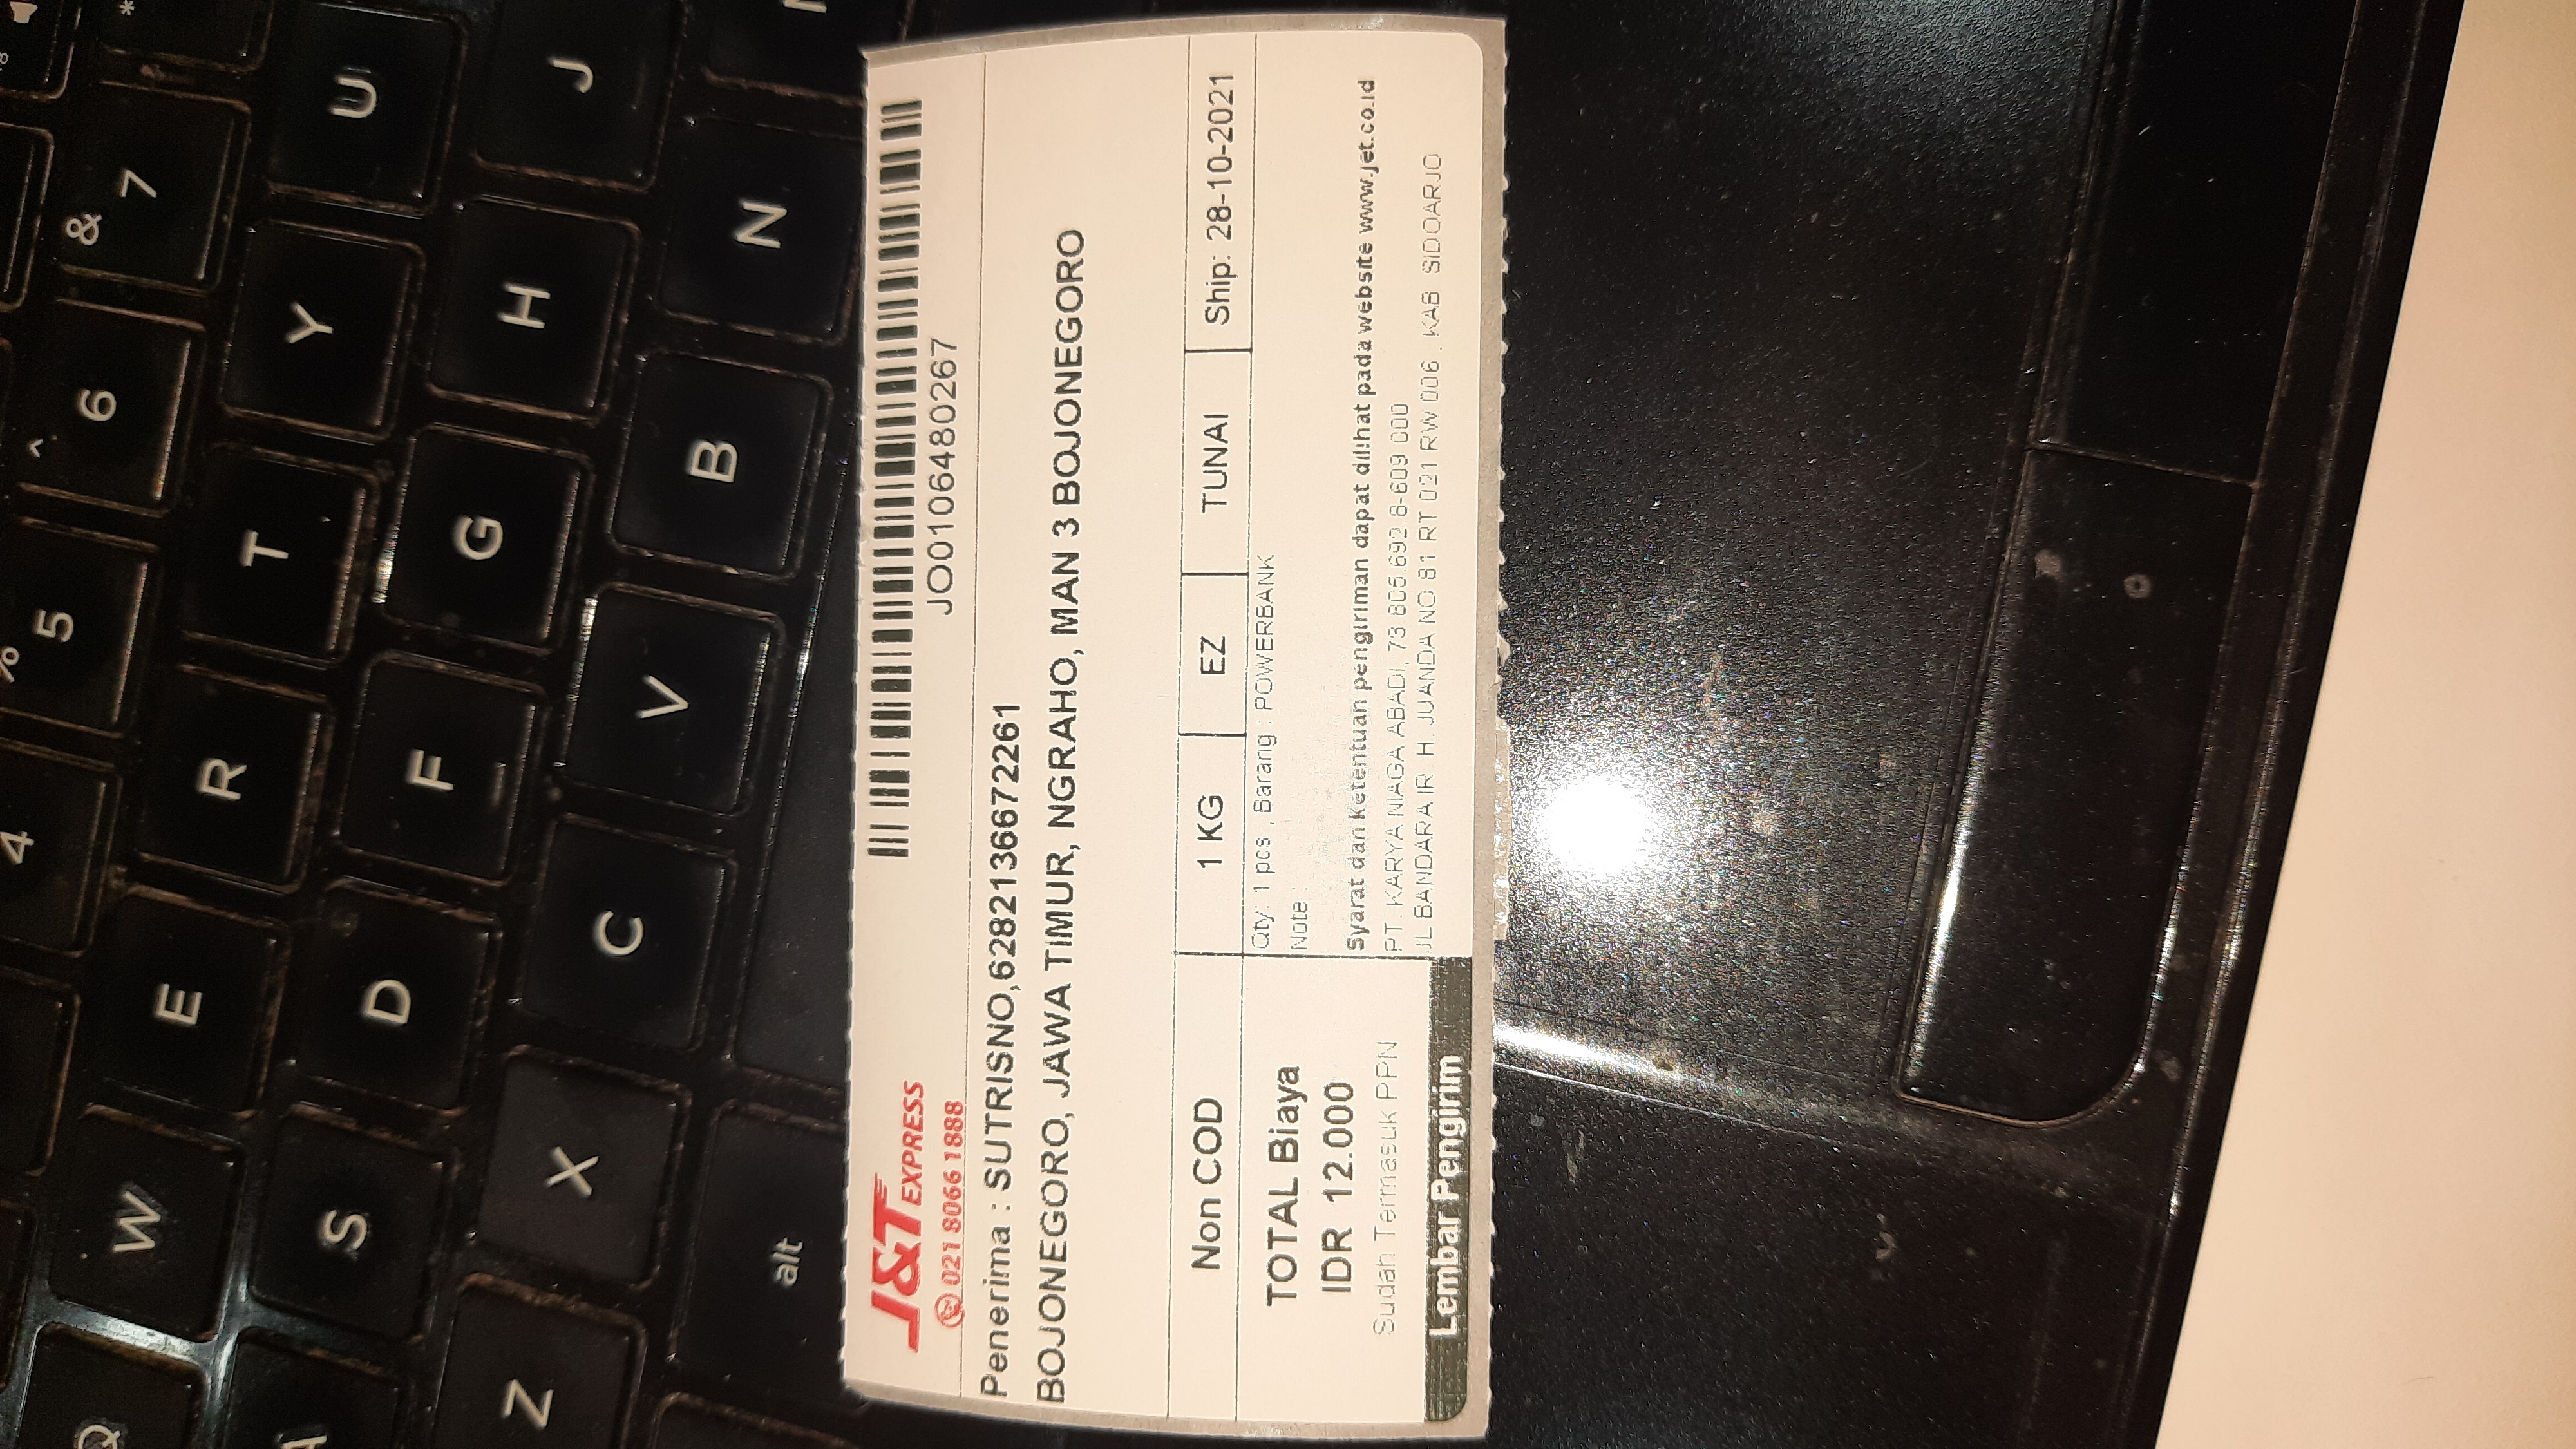 4 % 5 ^ 6 & 7 *
Q W E R T Y U
A S D F G H J
Z X C V B N
alt
J&T EXPRESS
021 8066 1888
JO0106480267
Penerima : SUTRISNO,6282136672261
BOJONEGORO, JAWA TIMUR, NGRAHO, MAN 3 BOJONEGORO
Non COD 1 KG EZ TUNAI Ship: 28-10-2021
TOTAL Biaya
IDR 12.000
Sudah Termasuk PPN
Lembar Pengirim
Qty: 1 pcs , Barang : POWERBANK
Note :
Syarat dan ketentuan pengiriman dapat dilihat pada website www.jet.co.id
PT. KARYA NIAGA ABADI, 73.805.692.8-609.000
JL BANDARA IR. H. JUANDA NO 81 RT 021 RW 006 , KAB. SIDOARJO